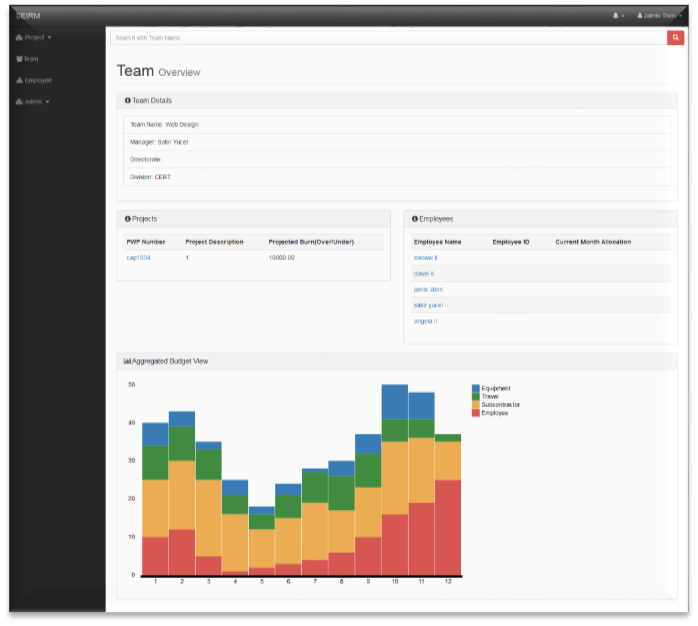 SEIRM
Jamie Stein
Project
Team
Employee
Admin
Search with Team Name
Team Overview
Team Details
Team Name: Web Design
Manager: Sakir Yucel
Directorate:
Division: CERT
Projects
PWP Number Project Description Projected Burn(Over/Under)
1 10000.00
Employees
Employee Name Employee ID Current Month Allocation
xiaowei li
dawei li
jamie stein
sakir yucel
angela li
Aggregated Budget View
50
40
30
20
10
0
1 2 3 4 5 6 7 8 9 10 11 12
Equipment
Travel
Subcontractor
Employee